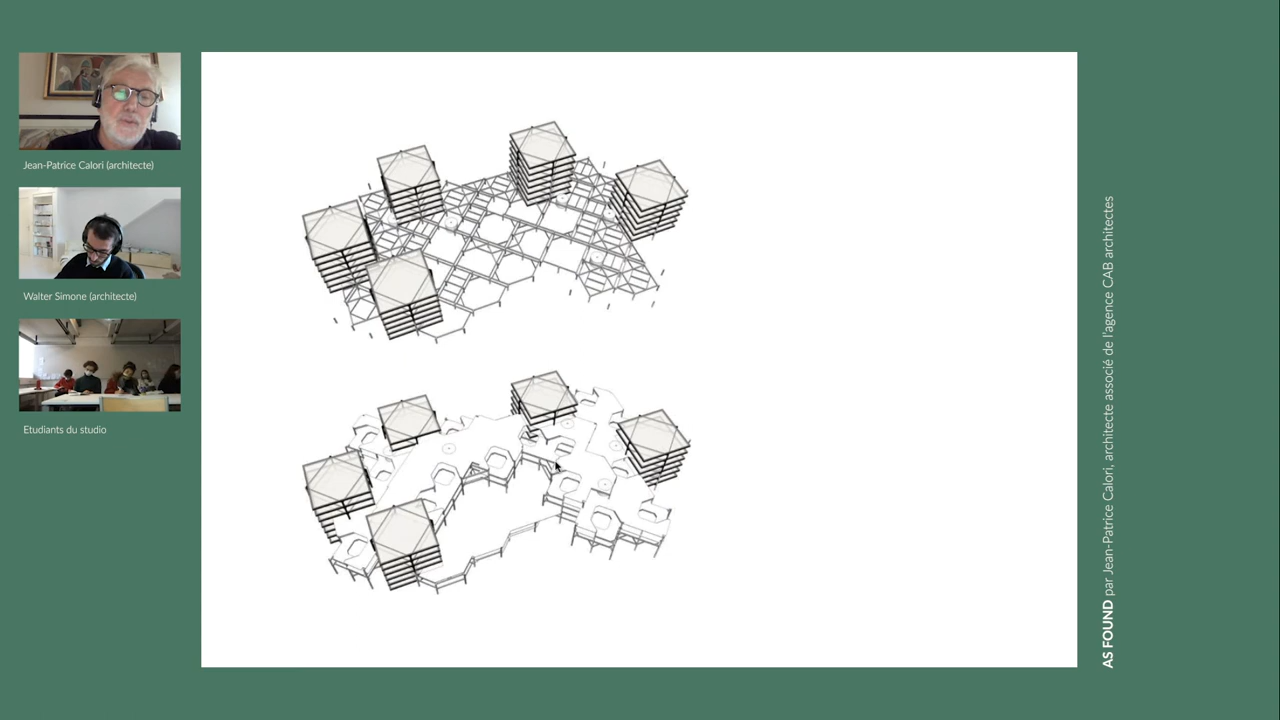 Jean-Patrice Calori (architecte)
Walter Simone (architecte)
Etudiants du studio
AS FOUND par Jean-Patrice Calori, architecte associé de l'agence CAB architectes